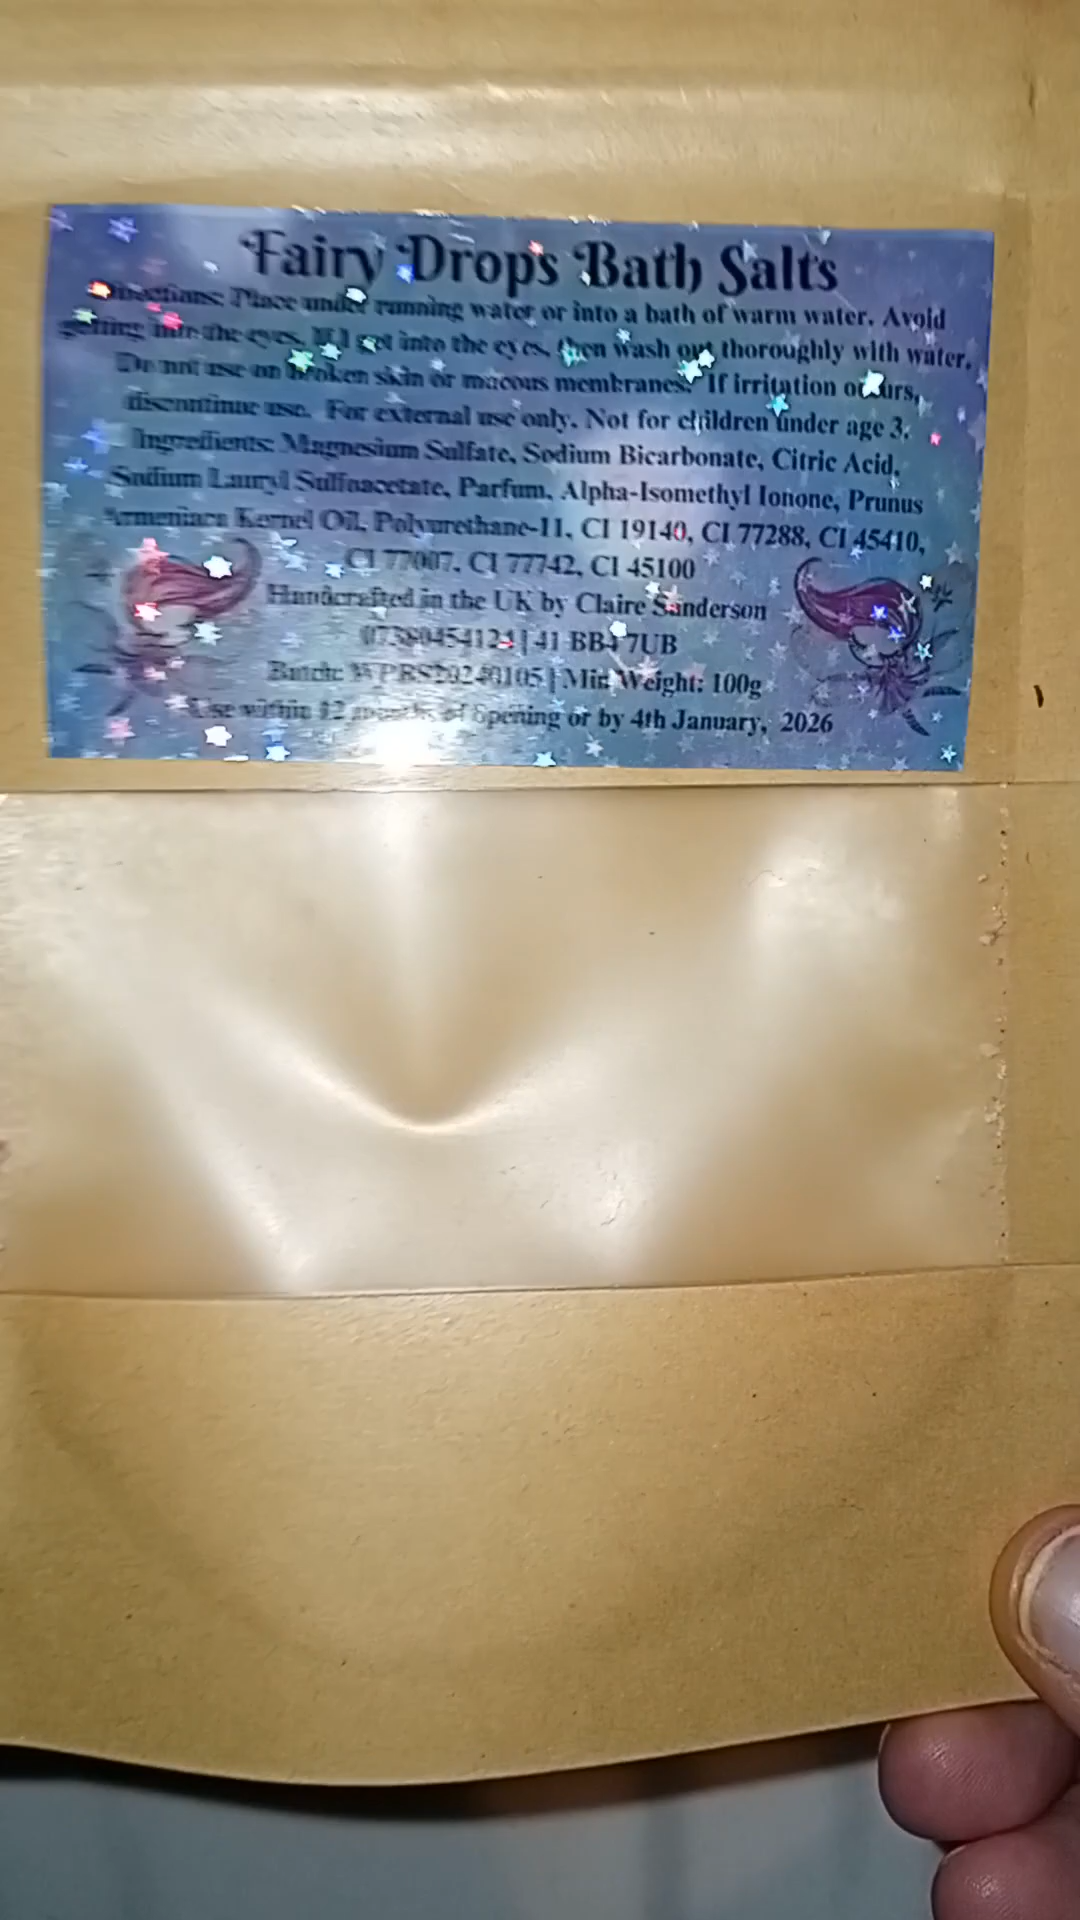 Fairy Drops Bath Salts
Directions: Place under running water or into a bath of warm water. Avoid
getting into the eyes. If I get into the eyes, then wash out thoroughly with water.
Do not use on broken skin or mucous membranes. If irritation occurs,
discontinue use. For external use only. Not for children under age 3.
Ingredients: Magnesium Sulfate, Sodium Bicarbonate, Citric Acid,
Sodium Lauryl Sulfoacetate, Parfum, Alpha-Isomethyl Ionone, Prunus
Armeniaca Kernel Oil, Polyurethane-11, CI 19140, CI 77288, CI 45410,
CI 77007, CI 77742, CI 45100
Handcrafted in the UK by Claire Sanderson
| 41 BB4 7UB
Batch: | Min Weight: 100g
Use within 12 months of opening or by 4th January, 2026